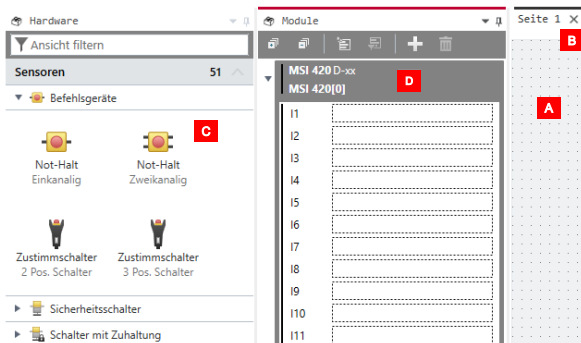 Hardware
Ansicht filtern
Sensoren 51
Befehlsgeräte
C
Not-Halt
Einkanalig
Not-Halt
Zweikanalig
Zustimmschalter
2 Pos. Schalter
Zustimmschalter
3 Pos. Schalter
Sicherheitsschalter
Schalter mit Zuhaltung
Module
MSI 420 D-xx
MSI 420[0]
D
I1
I2
I3
I4
I5
I6
I7
I8
I9
I10
I11
Seite 1
B
A